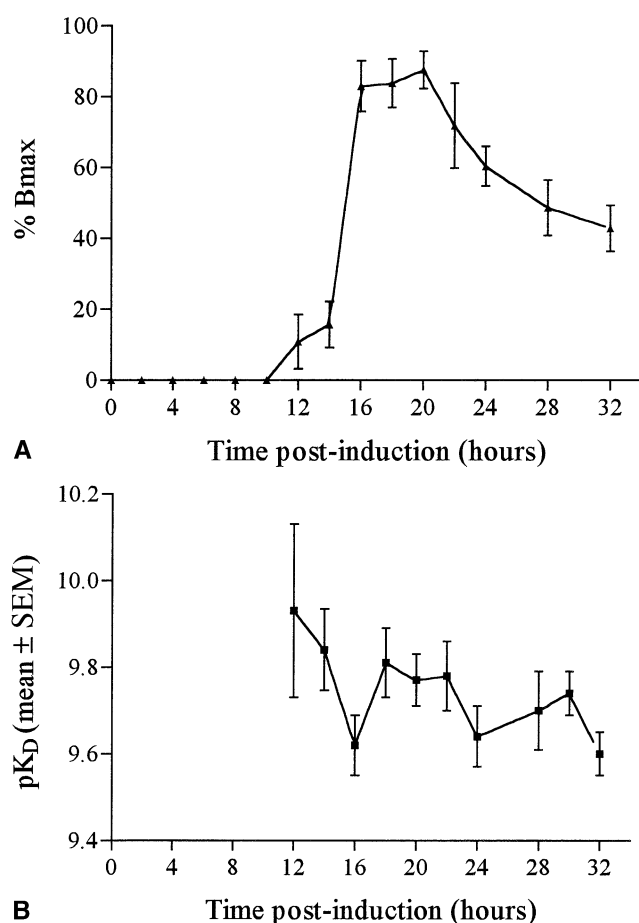 100
80
60
40
20
0
% Bmax
0 4 8 12 16 20 24 28 32
A Time post-induction (hours)
10.2
10.0
9.8
9.6
9.4
pKD (mean ± SEM)
0 4 8 12 16 20 24 28 32
B Time post-induction (hours)